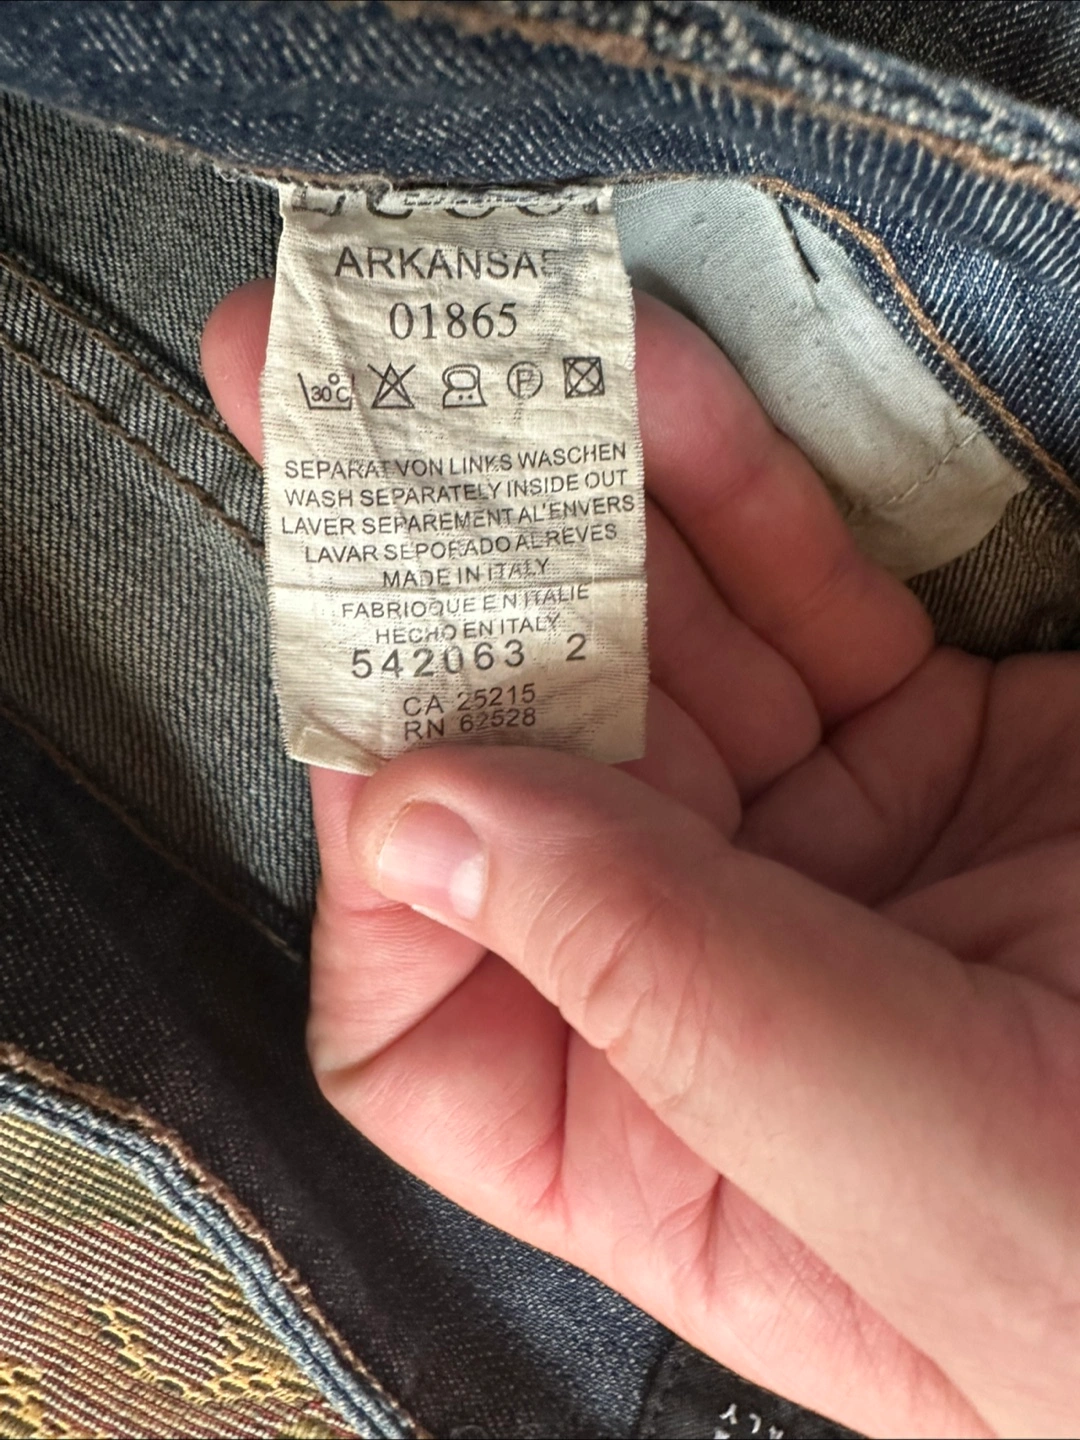 ARKANSAS
01865
30°C P
SEPARAT VON LINKS WASCHEN
WASH SEPARATELY INSIDE OUT
LAVER SEPAREMENT AL'ENVERS
LAVAR SEPORADO AL REVES
MADE IN ITALY
FABRIOQUE EN ITALIE
HECHO EN ITALY
542063 2
CA 25215
RN 62528